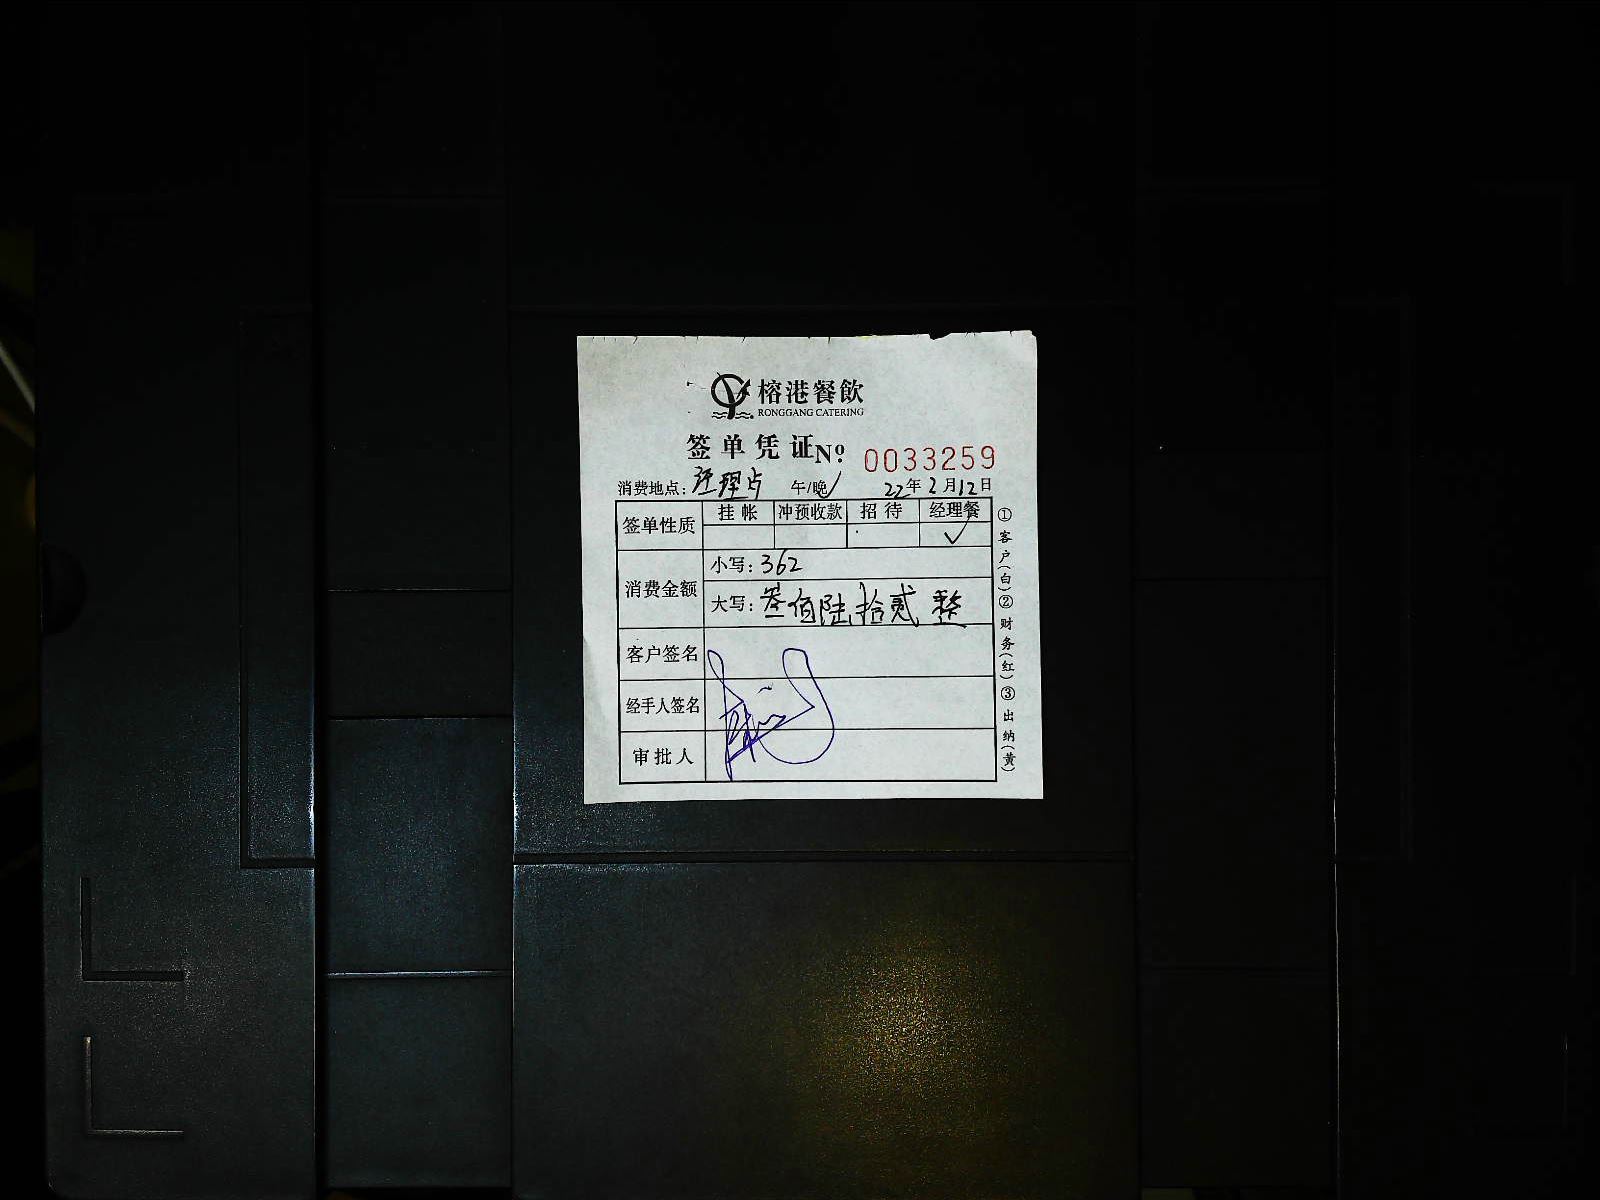 榕港餐飲
RONGGANG CATERING
签单凭证 Nº 0033259
消费地点: 经理占 午/晚✓ 22年2月12日
签单性质 挂帐 冲预收款 招待 经理餐
✓
消费金额
小写: 362
大写: 叁佰陆拾贰 整
客户签名
经手人签名
审批人
①客户(白)②财务(红)③出纳(黄)